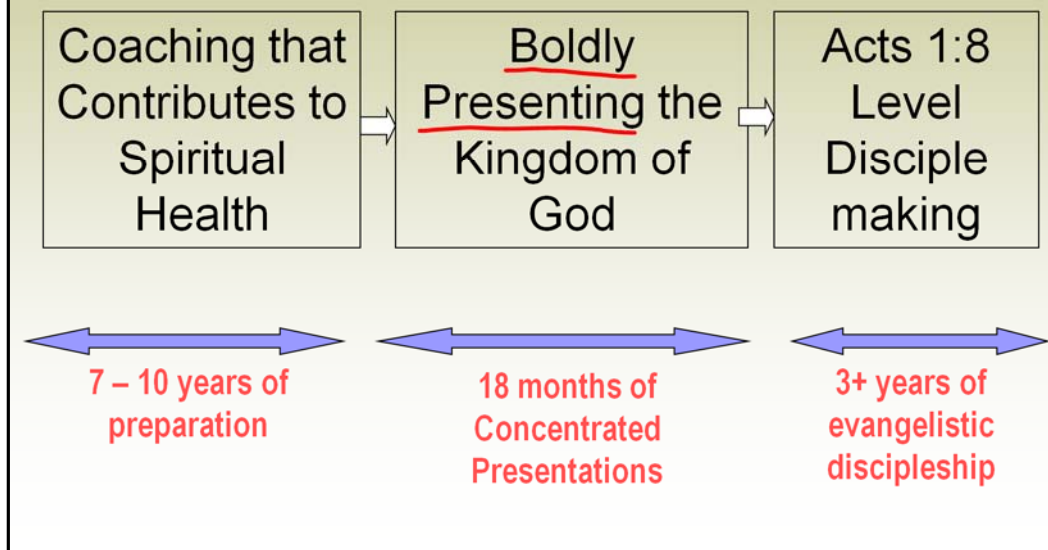 Coaching that
Contributes to
Spiritual
Health
Boldly
Presenting the
Kingdom of
God
Acts 1:8
Level
Disciple
making
7 – 10 years of
preparation
18 months of
Concentrated
Presentations
3+ years of
evangelistic
discipleship